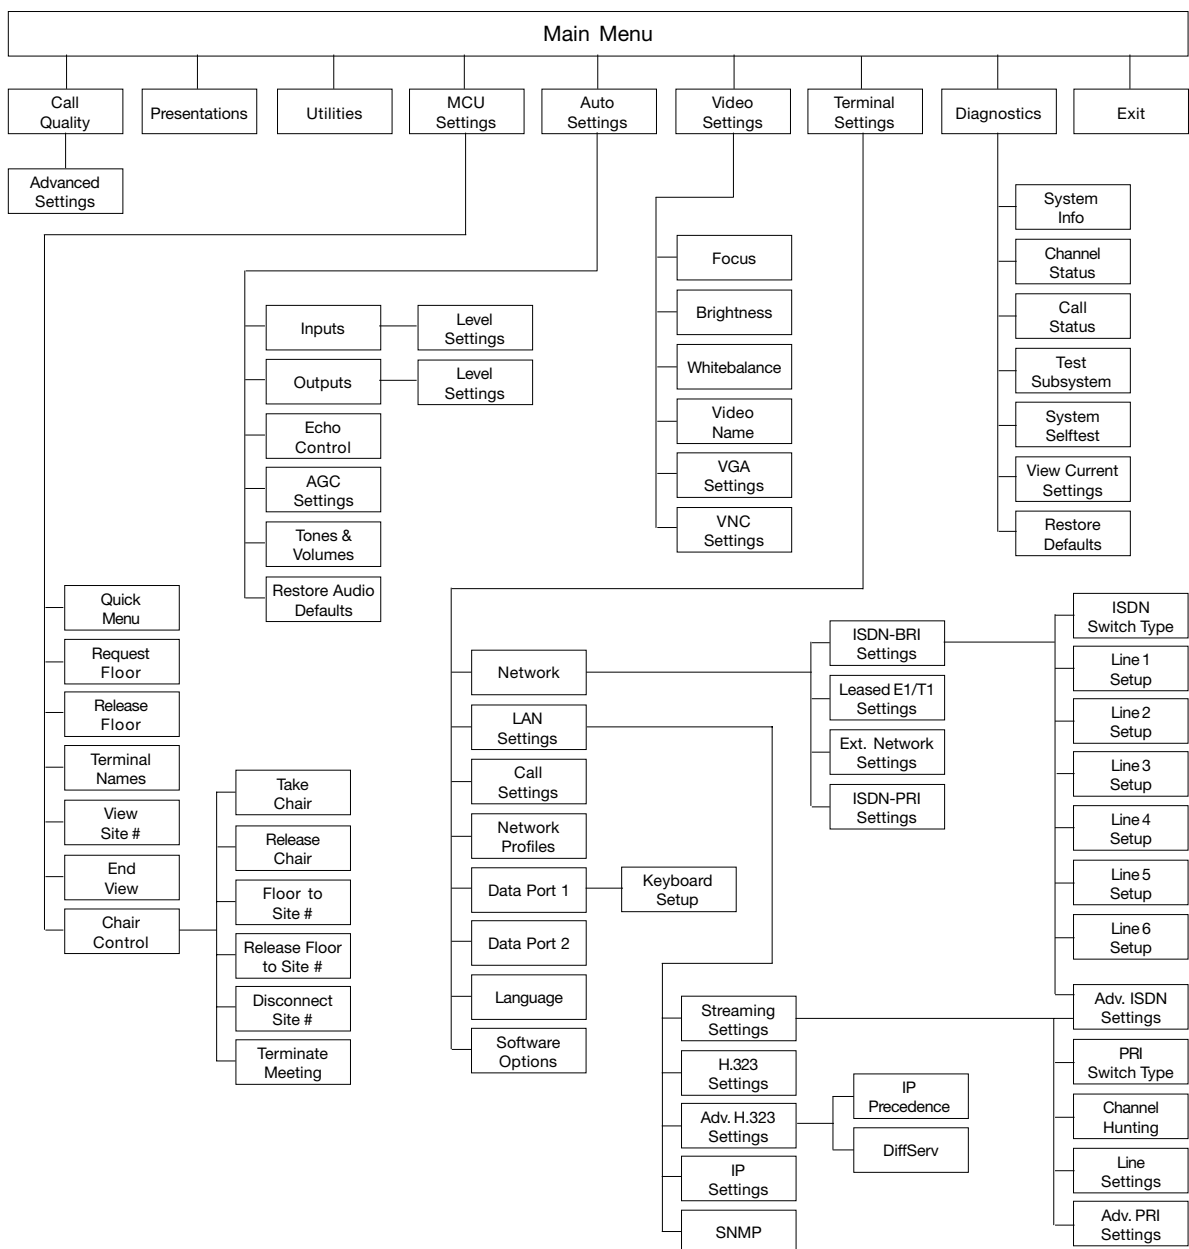 Main Menu
Call
Quality
Presentations
Utilities
MCU
Settings
Auto
Settings
Video
Settings
Terminal
Settings
Diagnostics
Exit
Advanced
Settings
System
Info
Channel
Status
Call
Status
Test
Subsystem
System
Selftest
View Current
Settings
Restore
Defaults
Focus
Brightness
Whitebalance
Video
Name
VGA
Settings
VNC
Settings
Inputs
Level
Settings
Outputs
Level
Settings
Echo
Control
AGC
Settings
Tones &
Volumes
Restore Audio
Defaults
Quick
Menu
Request
Floor
Release
Floor
Terminal
Names
View
Site #
End
View
Chair
Control
Take
Chair
Release
Chair
Floor to
Site #
Release Floor
to Site #
Disconnect
Site #
Terminate
Meeting
Network
LAN
Settings
Call
Settings
Network
Profiles
Data Port 1
Keyboard
Setup
Data Port 2
Language
Software
Options
ISDN-BRI
Settings
Leased E1/T1
Settings
Ext. Network
Settings
ISDN-PRI
Settings
ISDN
Switch Type
Line 1
Setup
Line 2
Setup
Line 3
Setup
Line 4
Setup
Line 5
Setup
Line 6
Setup
Adv. ISDN
Settings
PRI
Switch Type
Channel
Hunting
Line
Settings
Adv. PRI
Settings
Streaming
Settings
H.323
Settings
Adv. H.323
Settings
IP
Settings
SNMP
IP
Precedence
DiffServ